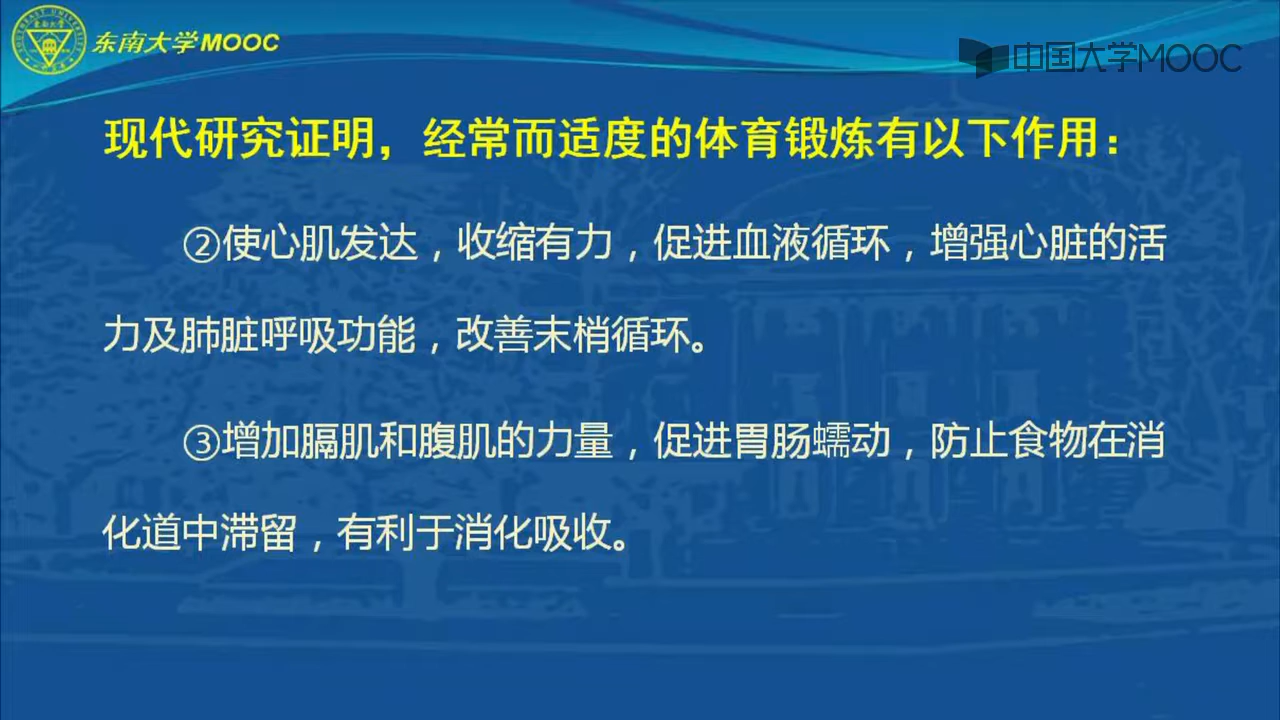 东南大学MOOC
中国大学MOOC
现代研究证明，经常而适度的体育锻炼有以下作用：
②使心肌发达，收缩有力，促进血液循环，增强心脏的活
力及肺脏呼吸功能，改善末梢循环。
③增加膈肌和腹肌的力量，促进胃肠蠕动，防止食物在消
化道中滞留，有利于消化吸收。